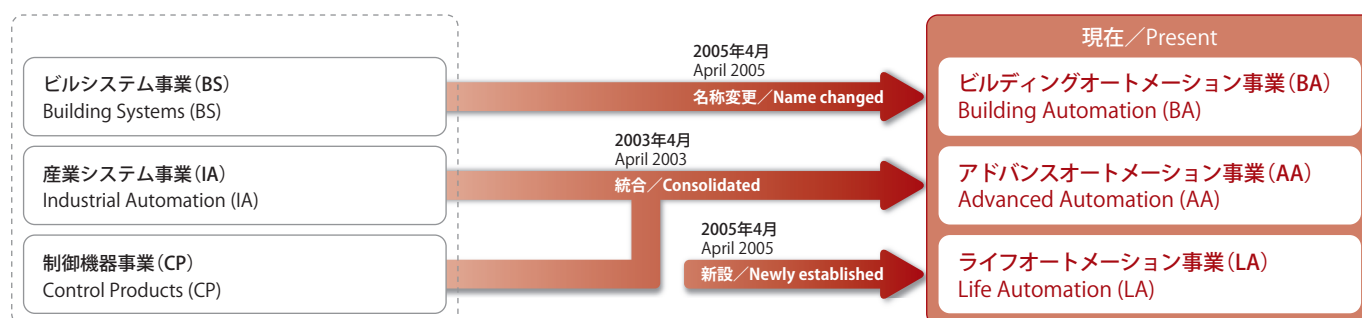 ビルシステム事業（BS）
Building Systems (BS)
産業システム事業（IA）
Industrial Automation (IA)
制御機器事業（CP）
Control Products (CP)
2005年4月
April 2005
名称変更／Name changed
2003年4月
April 2003
統合／Consolidated
2005年4月
April 2005
新設／Newly established
現在／Present
ビルディングオートメーション事業（BA）
Building Automation (BA)
アドバンスオートメーション事業（AA）
Advanced Automation (AA)
ライフオートメーション事業（LA）
Life Automation (LA)